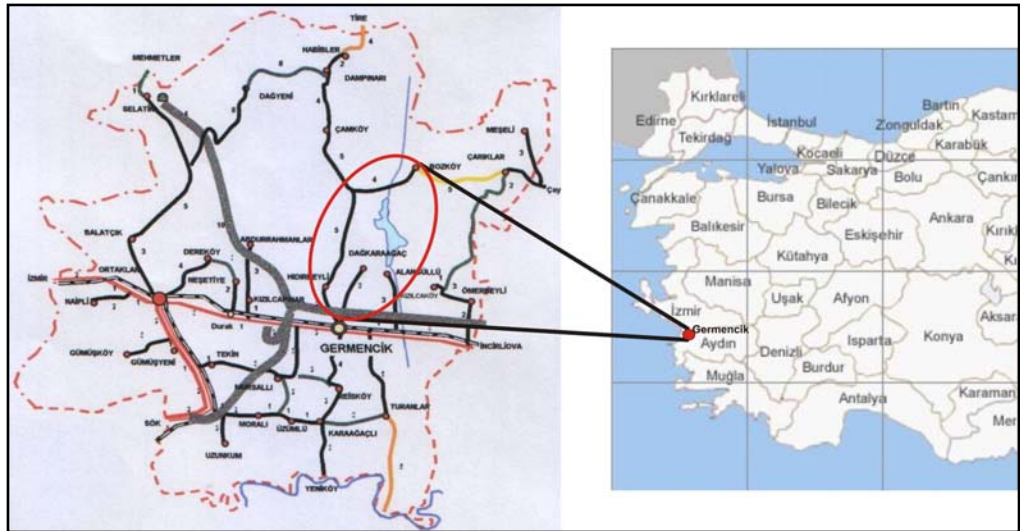 TİRE
HABİBLER
MEHMETLER
DAMPINARI
DAĞYENİ
ÇAMKÖY
MEŞELİ
BOZKÖY
ÇARIKLAR
BALATÇIK
ABDURRAHMANLAR
DEREKÖY
DAĞKARAAĞAÇ
İZMİR
ORTAKLAR
NEŞETİYE
HIDIRBEYLİ
ALANGÜLLÜ
KIZILCAKÖY
ÖMERBEYLİ
NAİPLİ
KIZILCAPINAR
Durak
İNCİRLİOVA
GERMENCİK
GÜMÜŞKÖY
GÜMÜŞYENİ
TEKİN
MURSALLI
REİSKÖY
TURANLAR
SÖK
MORALI
ÜZÜMLÜ
KARAAĞAÇLI
UZUNKUM
YENİKÖY
Kırklareli
Edirne
Tekirdağ
İstanbul
Bartın
Kastam
Zonguldak
Karabük
Kocaeli
Düzce
Yalova
Sakarya
Bolu
Çankırı
Çanakkale
Bursa
Bilecik
Ankara
Balıkesir
Eskişehir
Kırıkl
Kütahya
Manisa
Uşak
Afyon
İzmir
Aksara
Germencik
Konya
Aydın
Isparta
Denizli
Burdur
Muğla
Antalya
Karaman
Mer